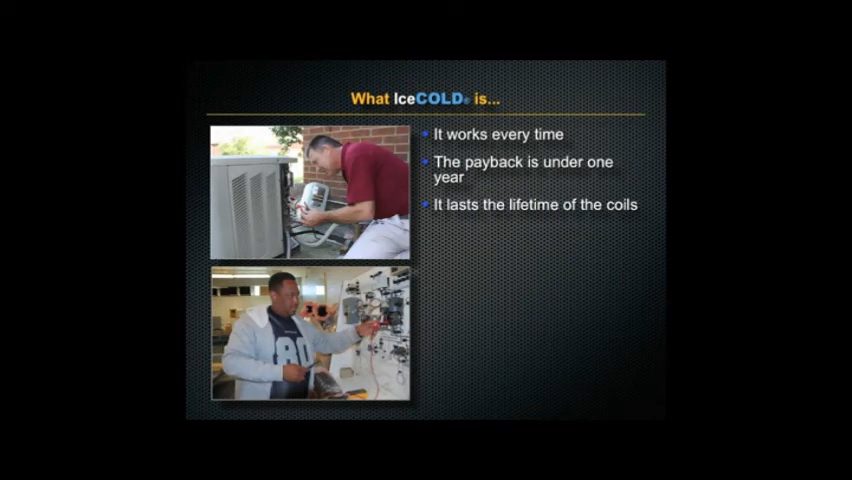 What IceCOLD® is...
It works every time
The payback is under one
year
It lasts the lifetime of the coils
80